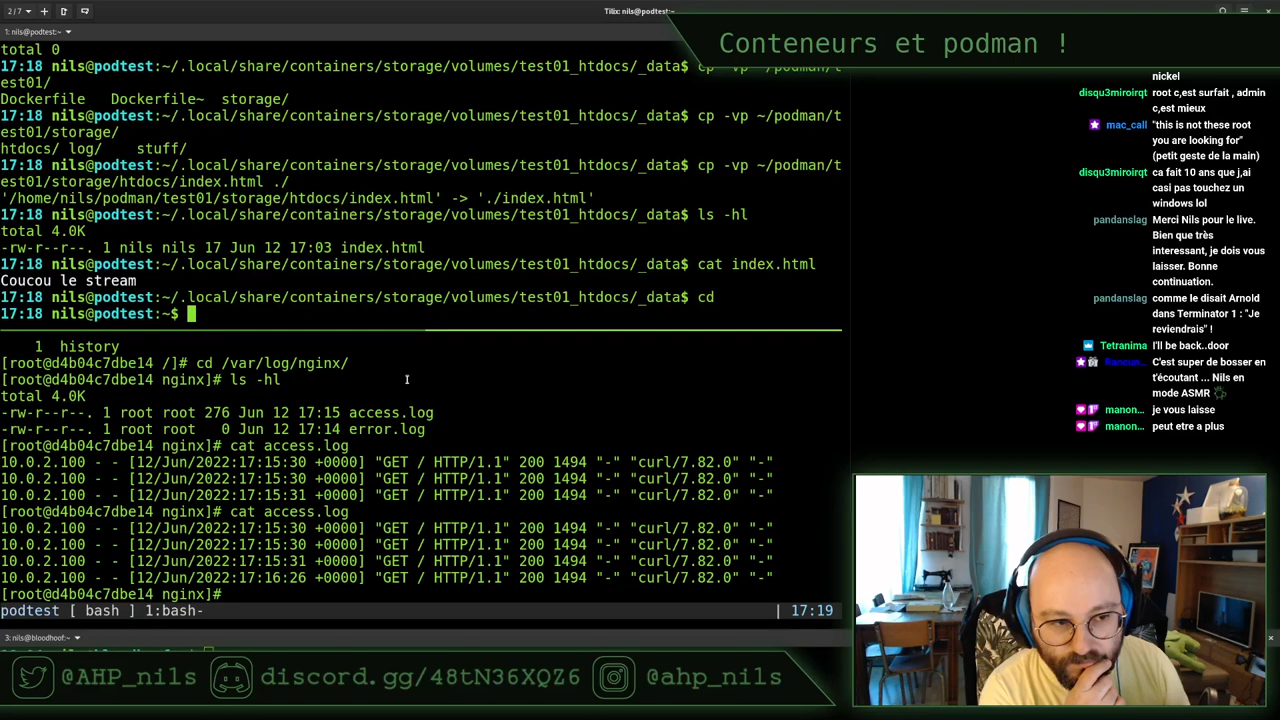 2/7
Tilix: nils@podtest:~
1: nils@podtest:~
Conteneurs et podman !
total 0
17:18 nils@podtest:~/.local/share/containers/storage/volumes/test01_htdocs/_data$ cp -vp ~/podman/t
est01/
Dockerfile   Dockerfile~  storage/
17:18 nils@podtest:~/.local/share/containers/storage/volumes/test01_htdocs/_data$ cp -vp ~/podman/t
est01/storage/
htdocs/ log/    stuff/
17:18 nils@podtest:~/.local/share/containers/storage/volumes/test01_htdocs/_data$ cp -vp ~/podman/t
est01/storage/htdocs/index.html ./
'/home/nils/podman/test01/storage/htdocs/index.html' -> './index.html'
17:18 nils@podtest:~/.local/share/containers/storage/volumes/test01_htdocs/_data$ ls -hl
total 4.0K
-rw-r--r--. 1 nils nils 17 Jun 12 17:03 index.html
17:18 nils@podtest:~/.local/share/containers/storage/volumes/test01_htdocs/_data$ cat index.html
Coucou le stream
17:18 nils@podtest:~/.local/share/containers/storage/volumes/test01_htdocs/_data$ cd
17:18 nils@podtest:~$
1  history
[root@d4b04c7dbe14 /]# cd /var/log/nginx/
[root@d4b04c7dbe14 nginx]# ls -hl
total 4.0K
-rw-r--r--. 1 root root 276 Jun 12 17:15 access.log
-rw-r--r--. 1 root root   0 Jun 12 17:14 error.log
[root@d4b04c7dbe14 nginx]# cat access.log
10.0.2.100 - - [12/Jun/2022:17:15:30 +0000] "GET / HTTP/1.1" 200 1494 "-" "curl/7.82.0" "-"
10.0.2.100 - - [12/Jun/2022:17:15:30 +0000] "GET / HTTP/1.1" 200 1494 "-" "curl/7.82.0" "-"
10.0.2.100 - - [12/Jun/2022:17:15:31 +0000] "GET / HTTP/1.1" 200 1494 "-" "curl/7.82.0" "-"
[root@d4b04c7dbe14 nginx]# cat access.log
10.0.2.100 - - [12/Jun/2022:17:15:30 +0000] "GET / HTTP/1.1" 200 1494 "-" "curl/7.82.0" "-"
10.0.2.100 - - [12/Jun/2022:17:15:30 +0000] "GET / HTTP/1.1" 200 1494 "-" "curl/7.82.0" "-"
10.0.2.100 - - [12/Jun/2022:17:15:31 +0000] "GET / HTTP/1.1" 200 1494 "-" "curl/7.82.0" "-"
10.0.2.100 - - [12/Jun/2022:17:16:26 +0000] "GET / HTTP/1.1" 200 1494 "-" "curl/7.82.0" "-"
[root@d4b04c7dbe14 nginx]#
podtest [ bash ] 1:bash-
| 17:19
3: nils@bloodhoof:~
nickel
disqu3miroirqt root c,est surfait , admin
c,est mieux
mac_call "this is not these root
you are looking for"
(petit geste de la main)
disqu3miroirqt ca fait 10 ans que j,ai
casi pas touchez un
windows lol
pandanslag Merci Nils pour le live.
Bien que très
interessant, je dois vous
laisser. Bonne
continuation.
pandanslag comme le disait Arnold
dans Terminator 1 : "Je
reviendrais" !
Tetranima I'll be back..door
C'est super de bosser en
t'écoutant ... Nils en
mode ASMR
manon... je vous laisse
manon... peut etre a plus
@AHP_nils
discord.gg/48tN36XQZ6
@ahp_nils